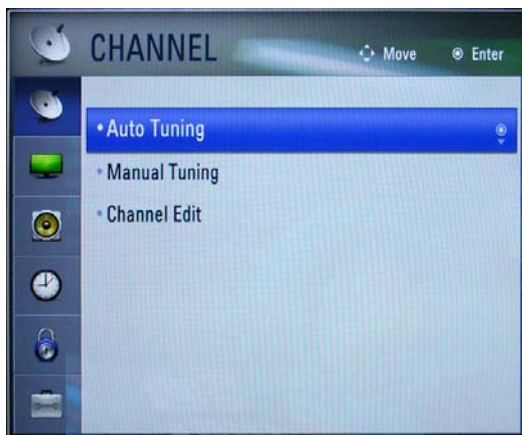 CHANNEL
Move Enter
• Auto Tuning
• Manual Tuning
• Channel Edit